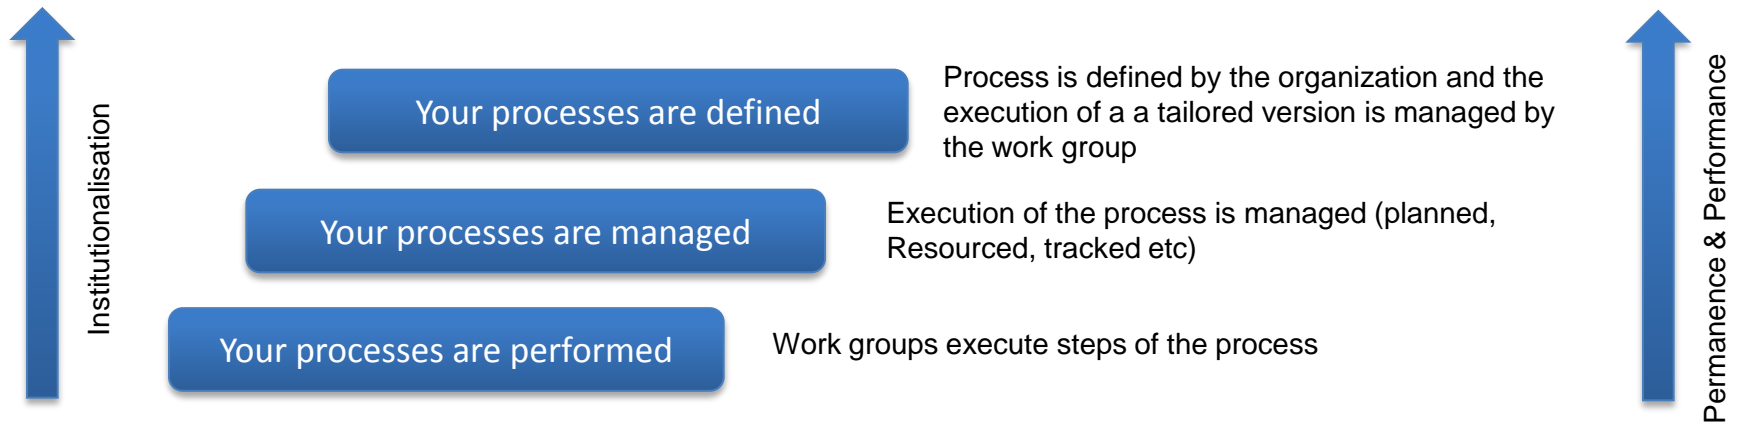 Institutionalisation
Your processes are defined
Process is defined by the organization and the
execution of a a tailored version is managed by
the work group
Your processes are managed
Execution of the process is managed (planned,
Resourced, tracked etc)
Your processes are performed
Work groups execute steps of the process
Permanence & Performance